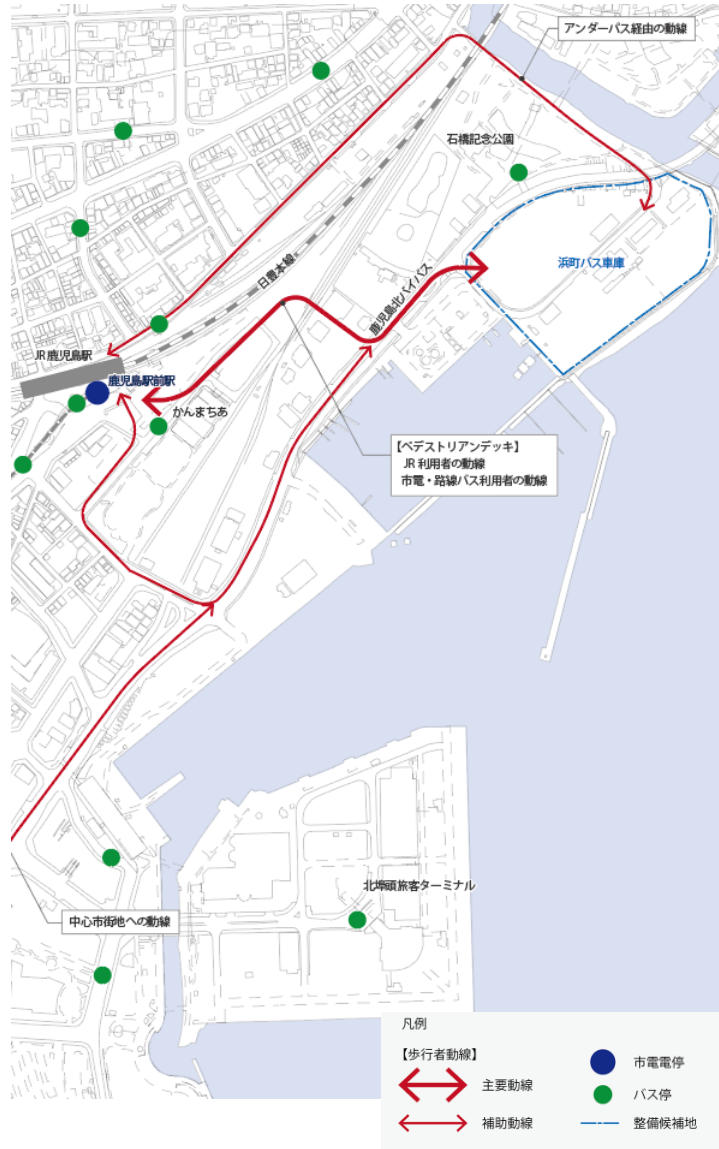 アンダーパス経由の動線
石橋記念公園
浜町バス車庫
日豊本線
鹿児島北バイパス
JR鹿児島駅
鹿児島駅前駅
かんまちあ
【ペデストリアンデッキ】
JR利用者の動線
市電・路線バス利用者の動線
北埠頭旅客ターミナル
中心市街地への動線
凡例
【歩行者動線】
主要動線
補助動線
市電電停
バス停
整備候補地